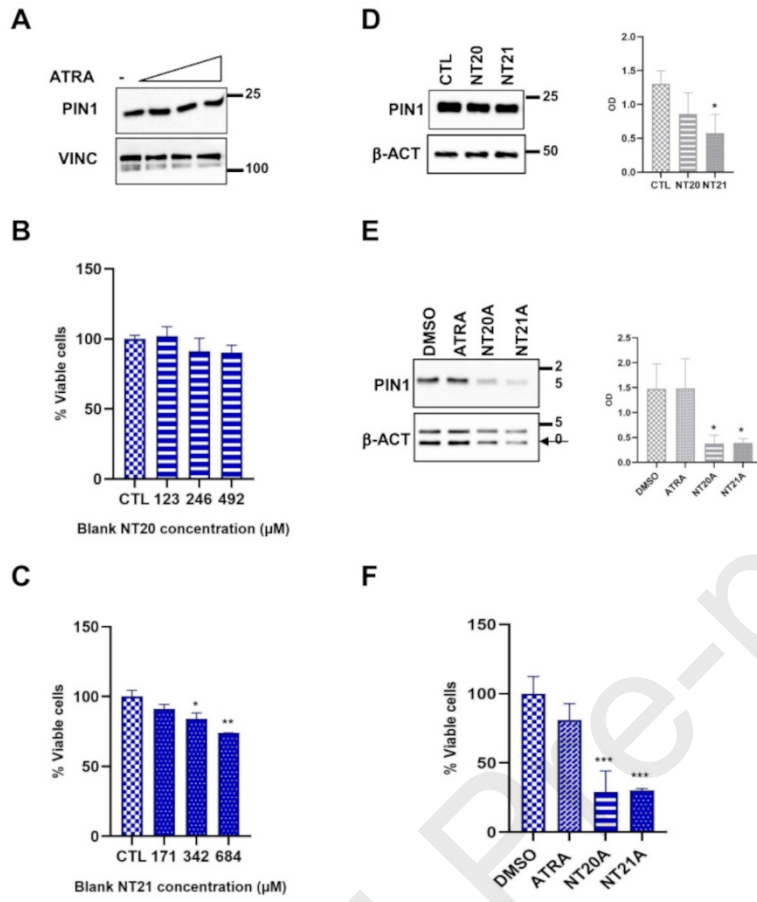 A
ATRA
-
25
PIN1
VINC
100
D
CTL
NT20
NT21
PIN1
25
β-ACT
50
2.0
1.5
1.0
0.5
0.0
OD
*
CTL NT20 NT21
B
150
100
50
0
% Viable cells
CTL 123 246 492
Blank NT20 concentration (µM)
E
DMSO
ATRA
NT20A
NT21A
PIN1
2
5
β-ACT
5
0
2.5
2.0
1.5
1.0
0.5
0.0
OD
* *
DMSO
ATRA
NT20A
NT21A
C
150
100
50
0
% Viable cells
*
**
CTL 171 342 684
Blank NT21 concentration (µM)
F
150
100
50
0
% Viable cells
*** ***
DMSO
ATRA
NT20A
NT21A